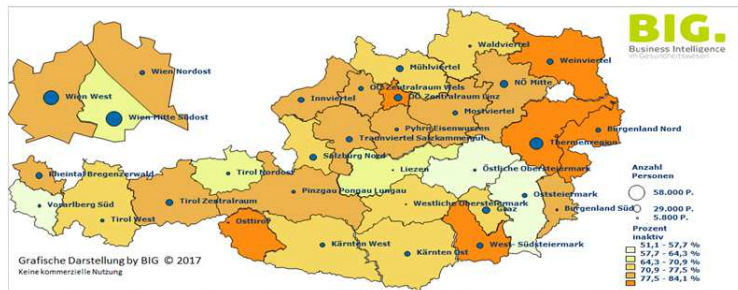 BIG.
Business Intelligence
im Gesundheitswesen
Wien Nordost
Wien West
Wien Mitte Südost
Waldviertel
Weinviertel
Mühlviertel
OÖ Zentralraum Wels
NÖ Mitte
Innviertel
OÖ Zentralraum Linz
Mostviertel
Pyhrn-Eisenwurzen
Burgenland Nord
Traunviertel Salzkammergut
Thermenregion
Salzburg Nord
Rheintal Bregenzerwald
Tirol Nordost
Liezen
Östliche Obersteiermark
Pinzgau Pongau Lungau
Oststeiermark
Vorarlberg Süd
Tirol Zentralraum
Westliche Obersteiermark
Graz
Burgenland Süd
Tirol West
Osttirol
Kärnten West
Kärnten Ost
West- Südsteiermark
Anzahl
Personen
58.000 P.
29.000 P.
5.800 P.
Prozent
inaktiv
51,1 - 57,7 %
57,7 - 64,3 %
64,3 - 70,9 %
70,9 - 77,5 %
77,5 - 84,1 %
Grafische Darstellung by BIG © 2017
Keine kommerzielle Nutzung